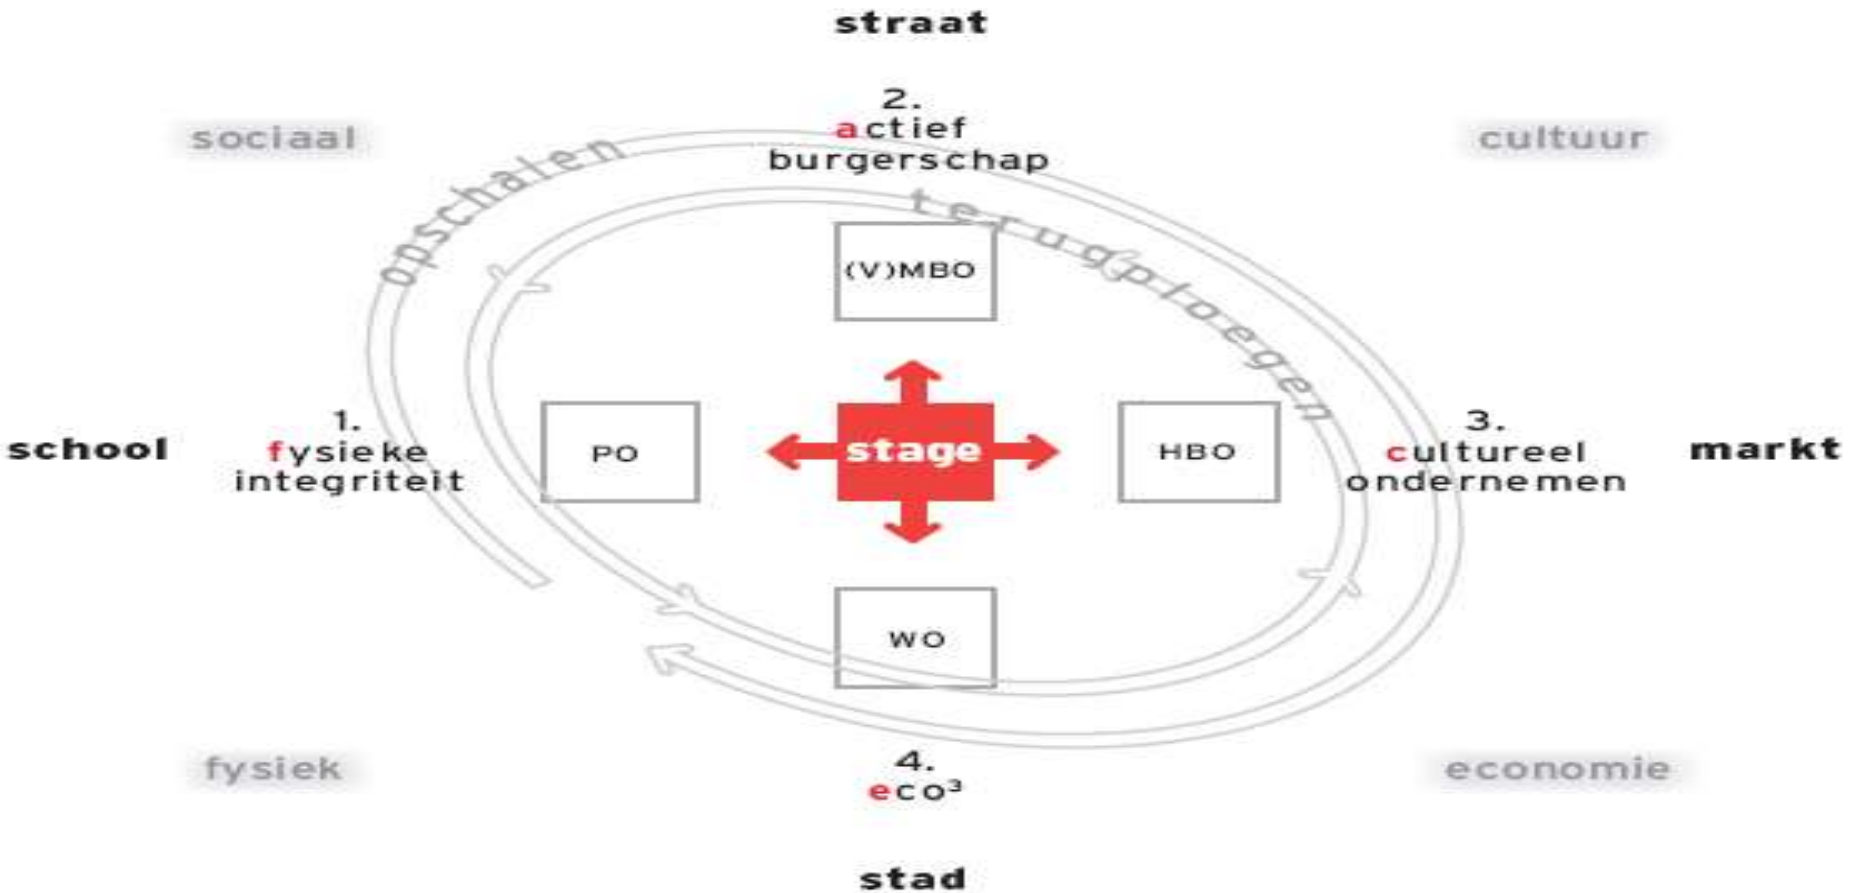 straat
sociaal
2.
actief
burgerschap
cultuur
opschalen
terugploegen
(V)MBO
school
1.
fysieke
integriteit
PO
stage
HBO
3.
cultureel
ondernemen
markt
WO
fysiek
4.
eco³
economie
stad